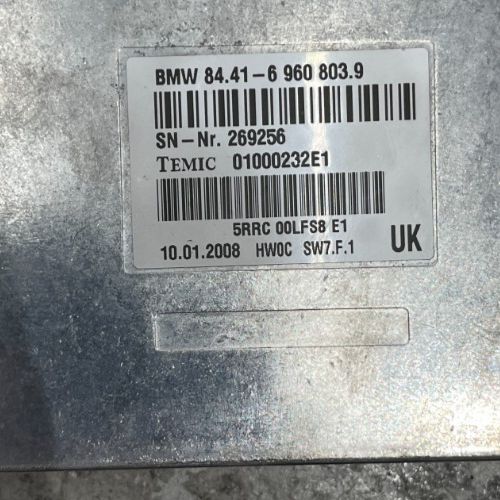 BMW 84.41-6 960 803.9
SN-Nr. 269256
TEMIC 01000232E1
5RRC 00LFS8 E1
10.01.2008 HW0C SW7.F.1 UK